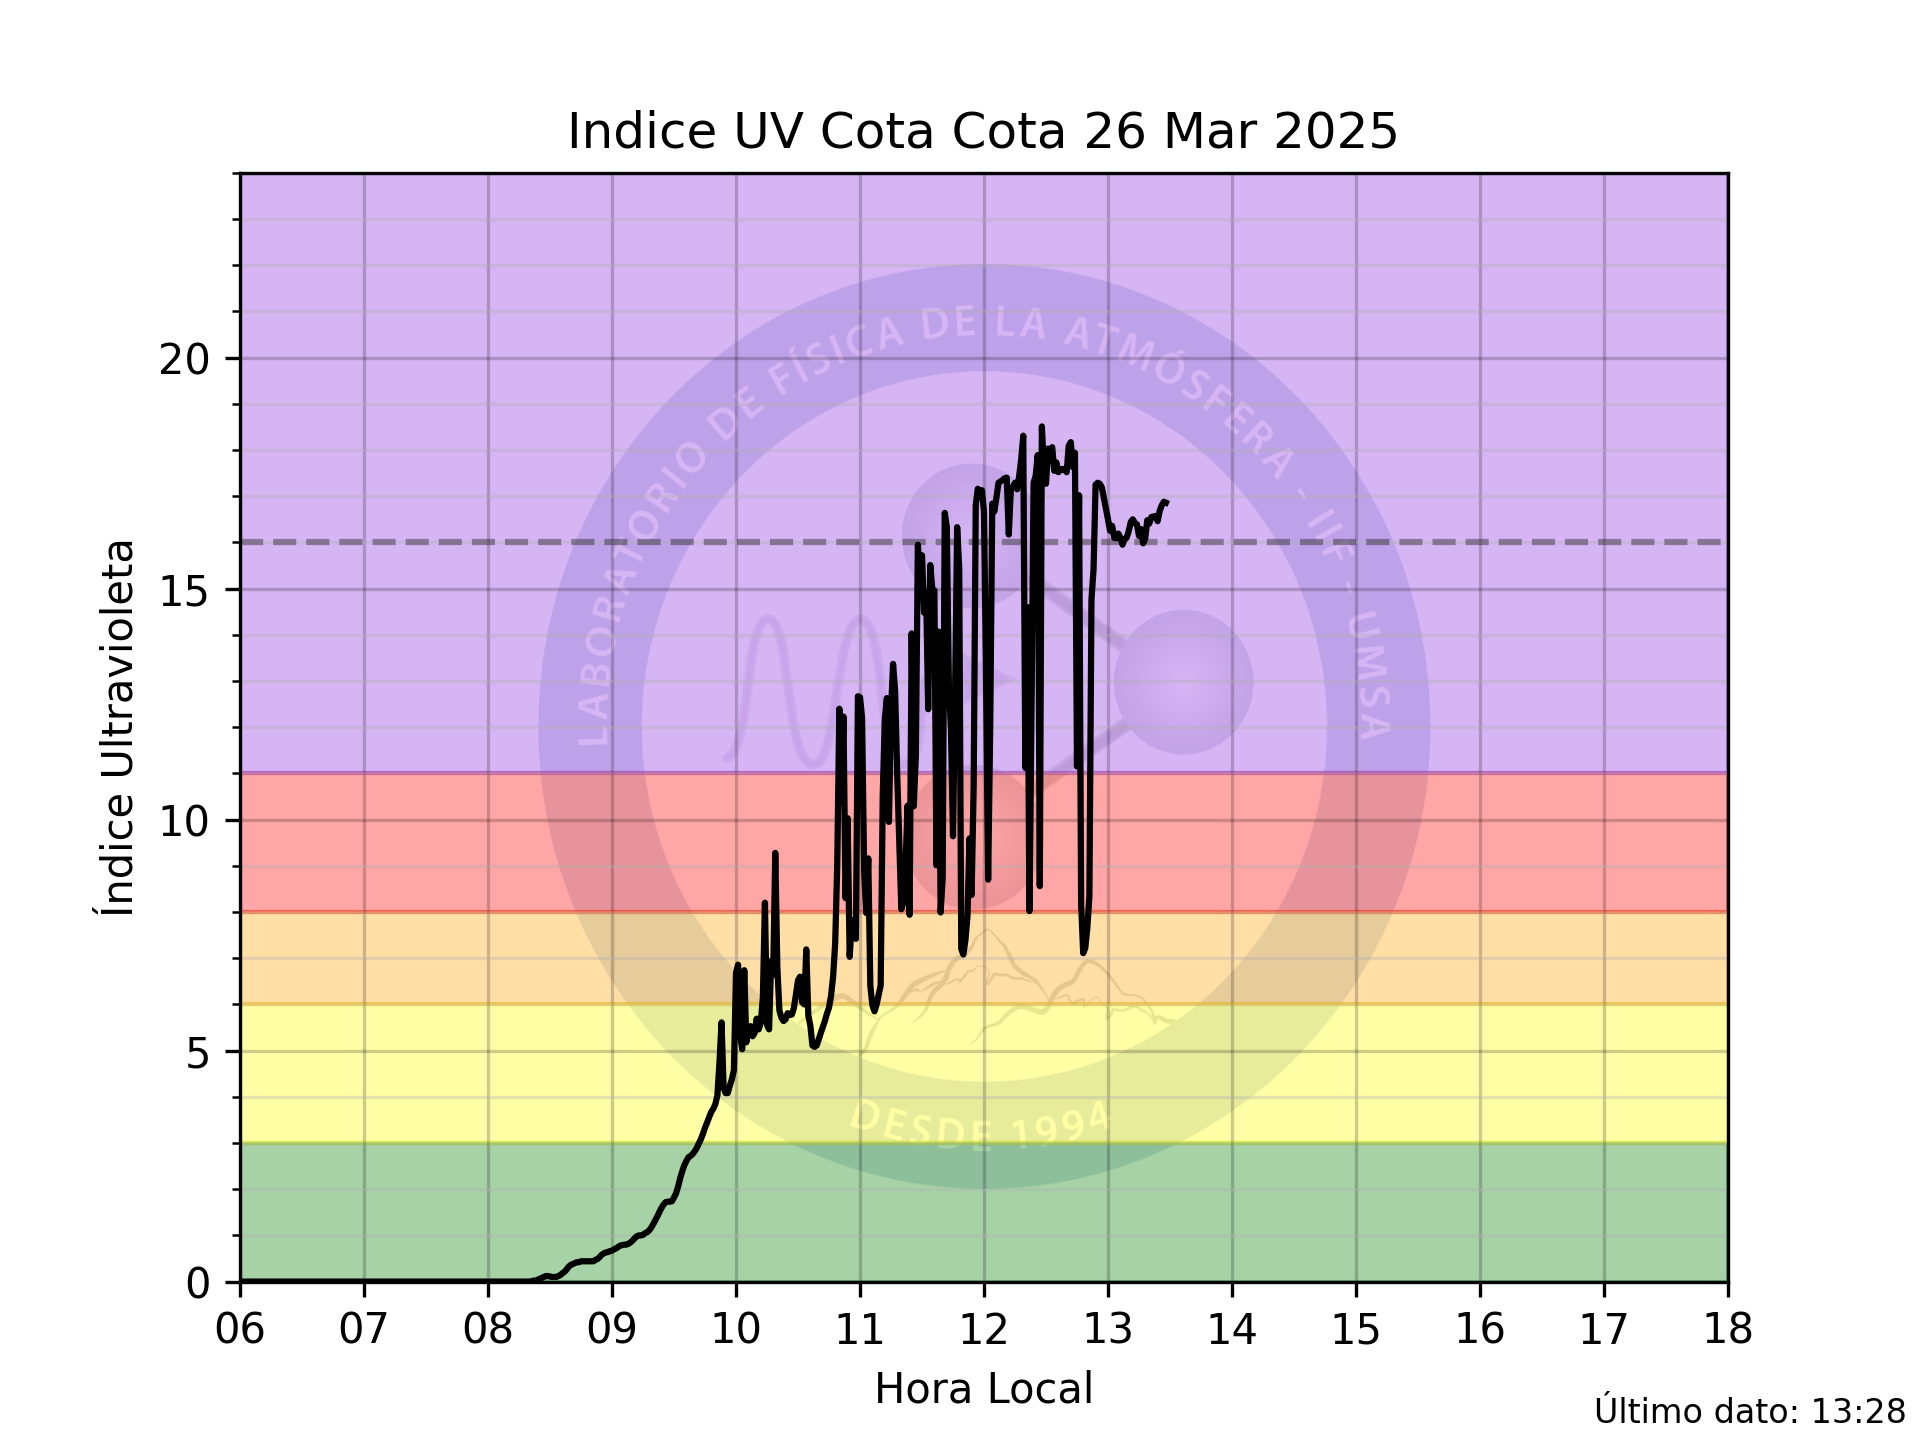 Indice UV Cota Cota 26 Mar 2025
LABORATORIO DE FÍSICA DE LA ATMÓSFERA - IIF - UMSA
DESDE 1994
Índice Ultravioleta
20
15
10
5
0
06 07 08 09 10 11 12 13 14 15 16 17 18
Hora Local
Último dato: 13:28